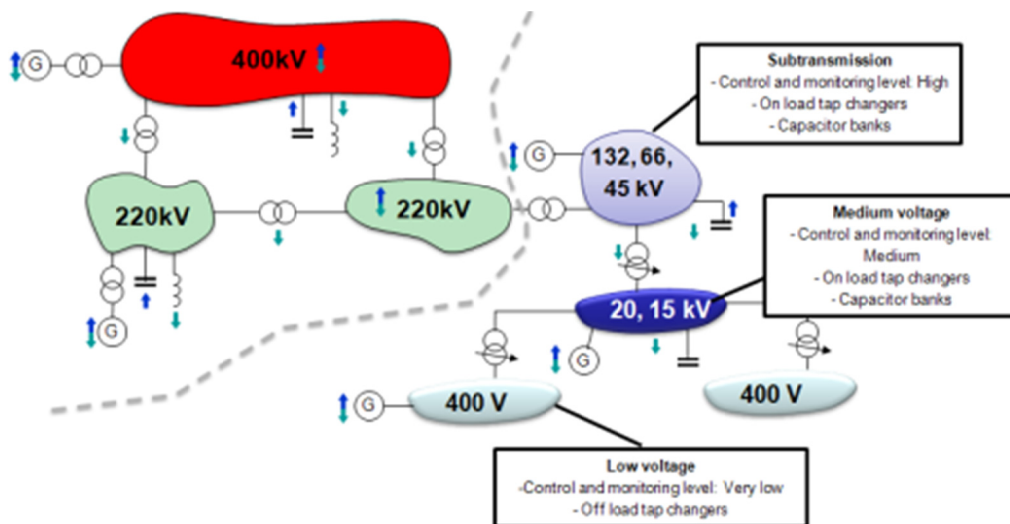 400kV
G
220kV
220kV
G
Subtransmission
- Control and monitoring level: High
- On load tap changers
- Capacitor banks
G
132, 66,
45 kV
Medium voltage
- Control and monitoring level:
Medium
- On load tap changers
- Capacitor banks
20, 15 kV
G
G
400 V
400 V
Low voltage
-Control and monitoring level: Very low
- Off load tap changers